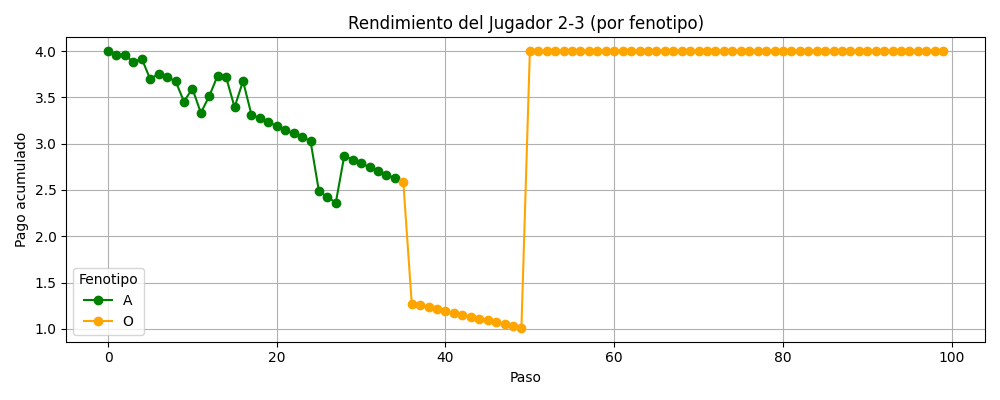 Rendimiento del Jugador 2-3 (por fenotipo)
Pago acumulado
4.0
3.5
3.0
2.5
2.0
1.5
1.0
Fenotipo
A
O
0 20 40 60 80 100
Paso